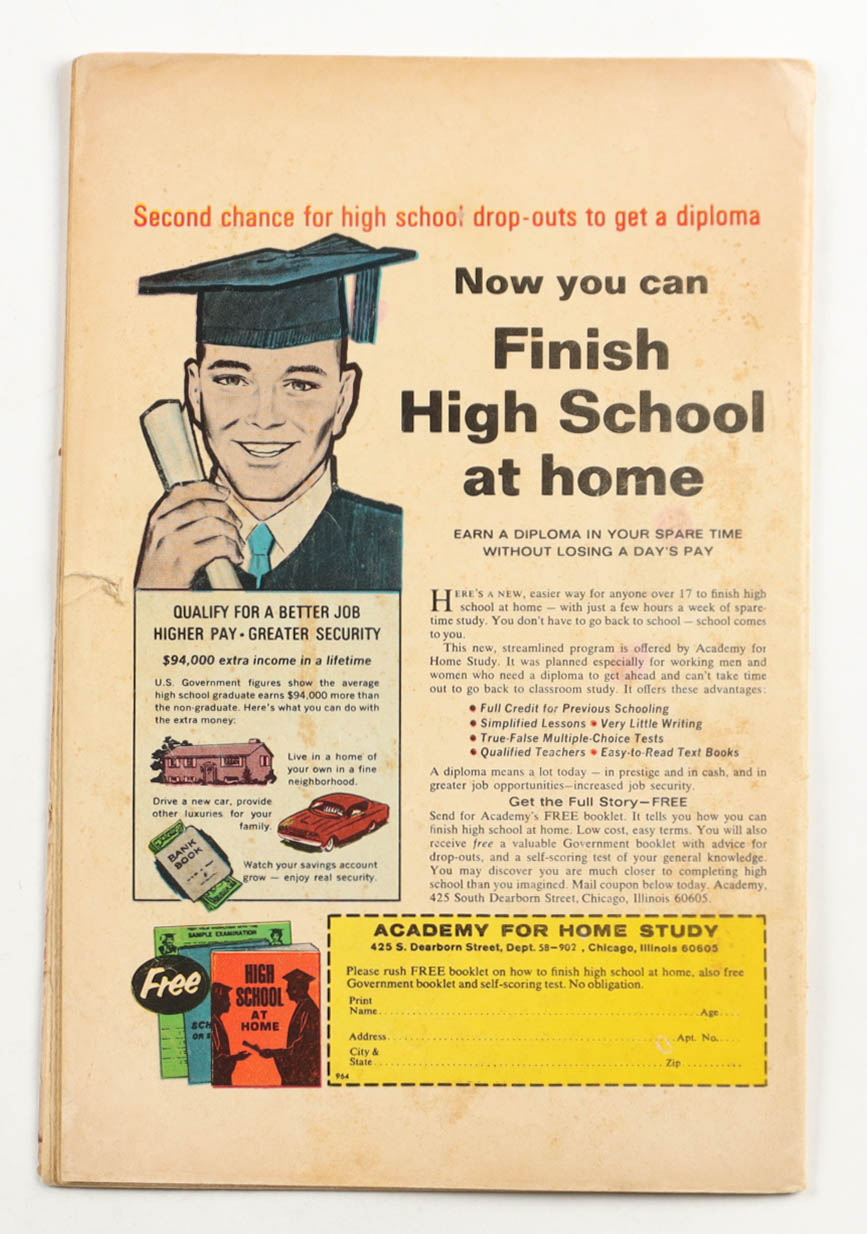 Second chance for high school drop-outs to get a diploma
Now you can
Finish
High School
at home
EARN A DIPLOMA IN YOUR SPARE TIME
WITHOUT LOSING A DAY'S PAY
QUALIFY FOR A BETTER JOB
HIGHER PAY • GREATER SECURITY
$94,000 extra income in a lifetime
U.S. Government figures show the average
high school graduate earns $94,000 more than
the non-graduate. Here's what you can do with
the extra money:
Live in a home of
your own in a fine
neighborhood.
Drive a new car, provide
other luxuries for your
family.
BANK
BOOK
Watch your savings account
grow — enjoy real security.
HERE'S A NEW, easier way for anyone over 17 to finish high
school at home — with just a few hours a week of spare-
time study. You don't have to go back to school — school comes
to you.
This new, streamlined program is offered by Academy for
Home Study. It was planned especially for working men and
women who need a diploma to get ahead and can't take time
out to go back to classroom study. It offers these advantages:
• Full Credit for Previous Schooling
• Simplified Lessons • Very Little Writing
• True-False Multiple-Choice Tests
• Qualified Teachers • Easy-to-Read Text Books
A diploma means a lot today — in prestige and in cash, and in
greater job opportunities—increased job security.
Get the Full Story—FREE
Send for Academy's FREE booklet. It tells you how you can
finish high school at home. Low cost, easy terms. You will also
receive free a valuable Government booklet with advice for
drop-outs, and a self-scoring test of your general knowledge.
You may discover you are much closer to completing high
school than you imagined. Mail coupon below today. Academy,
425 South Dearborn Street, Chicago, Illinois 60605.
SAMPLE EXAMINATION
Free
SCH
OR
HIGH
SCHOOL
AT
HOME
ACADEMY FOR HOME STUDY
425 S. Dearborn Street, Dept. 58-902 , Chicago, Illinois 60605
Please rush FREE booklet on how to finish high school at home, also free
Government booklet and self-scoring test. No obligation.
Print
Name Age
Address Apt. No.
City &
State Zip
964